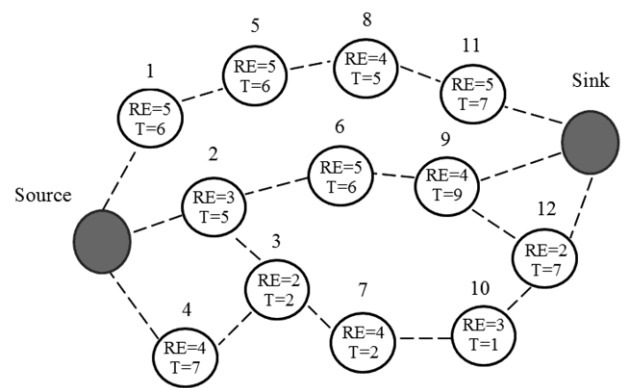 8
5
11
1
RE=4
T=5
RE=5
T=6
Sink
RE=5
T=7
RE=5
T=6
6
9
2
RE=5
T=6
RE=4
T=9
Source
RE=3
T=5
12
3
RE=2
T=7
RE=2
T=2
7
10
4
RE=4
T=2
RE=3
T=1
RE=4
T=7